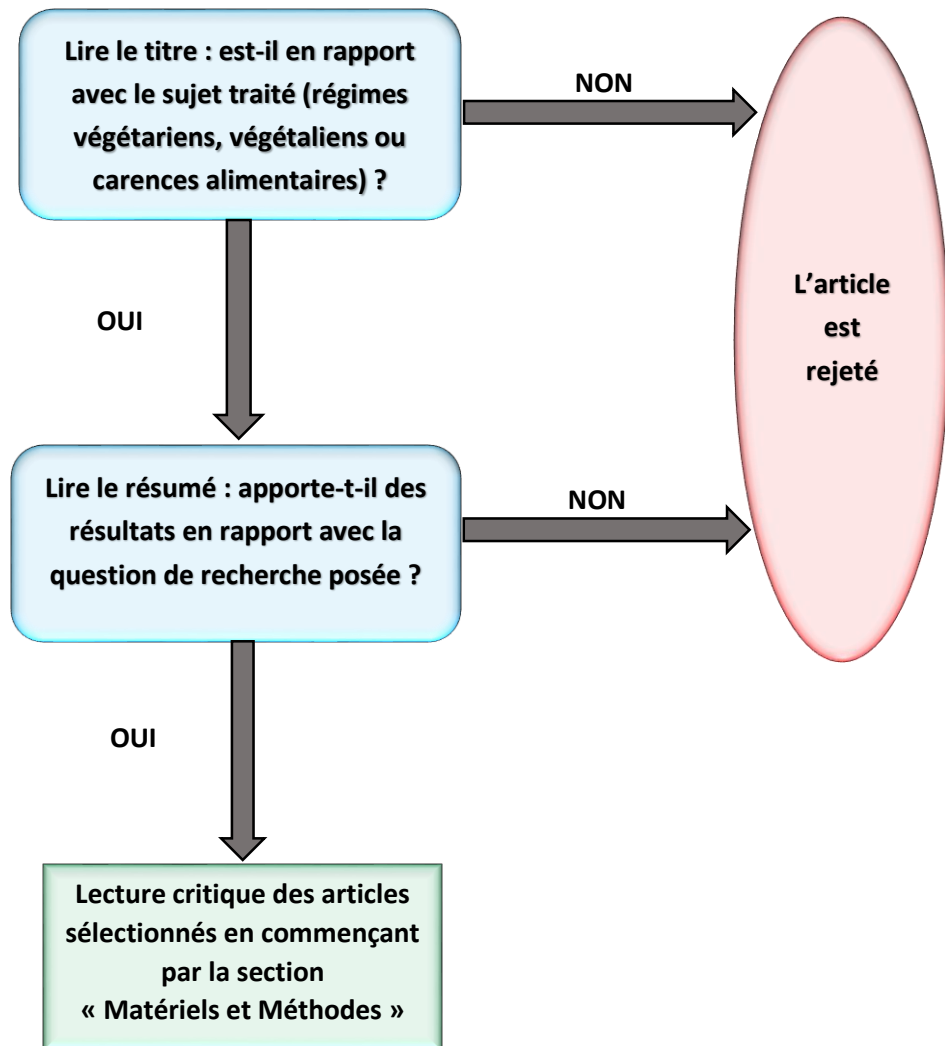 Lire le titre : est-il en rapport
avec le sujet traité (régimes
végétariens, végétaliens ou
carences alimentaires) ?
NON
L’article
est
rejeté
OUI
Lire le résumé : apporte-t-il des
résultats en rapport avec la
question de recherche posée ?
NON
OUI
Lecture critique des articles
sélectionnés en commençant
par la section
« Matériels et Méthodes »